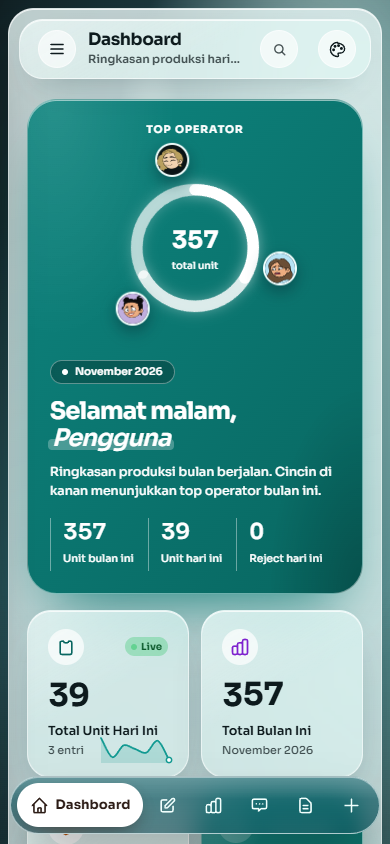 Dashboard
Ringkasan produksi hari...
TOP OPERATOR
357
total unit
November 2026
Selamat malam,
Pengguna
Ringkasan produksi bulan berjalan. Cincin di
kanan menunjukkan top operator bulan ini.
357
Unit bulan ini
39
Unit hari ini
0
Reject hari ini
Live
39
Total Unit Hari Ini
3 entri
357
Total Bulan Ini
November 2026
Dashboard